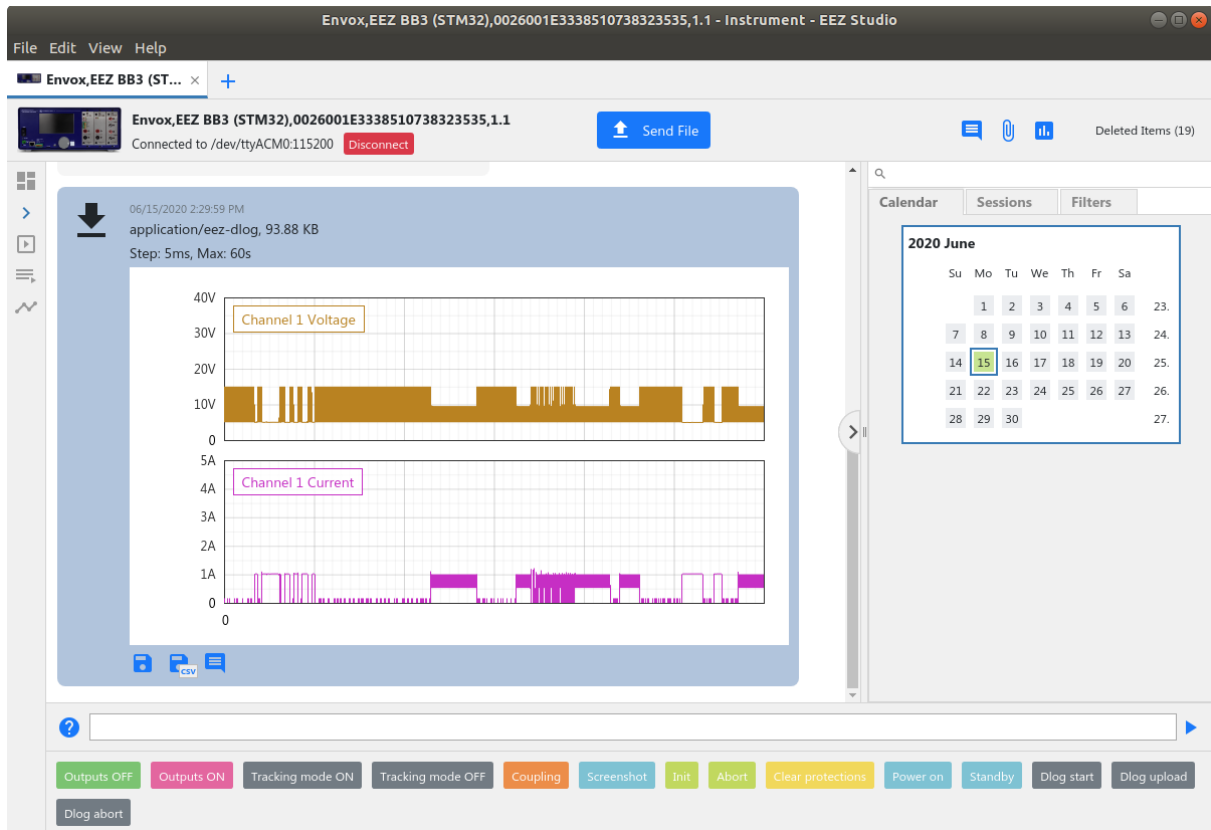 Envox,EEZ BB3 (STM32),0026001E3338510738323535,1.1 - Instrument - EEZ Studio
File Edit View Help
Envox,EEZ BB3 (ST... ×
Envox,EEZ BB3 (STM32),0026001E3338510738323535,1.1
Connected to /dev/ttyACM0:115200 Disconnect
Send File
Deleted Items (19)
06/15/2020 2:29:59 PM
application/eez-dlog, 93.88 KB
Step: 5ms, Max: 60s
40V
Channel 1 Voltage
30V
20V
10V
0
5A
Channel 1 Current
4A
3A
2A
1A
0
0
CSV
Calendar Sessions Filters
2020 June
Su Mo Tu We Th Fr Sa
1 2 3 4 5 6 23.
7 8 9 10 11 12 13 24.
14 15 16 17 18 19 20 25.
21 22 23 24 25 26 27 26.
28 29 30 27.
Outputs OFF Outputs ON Tracking mode ON Tracking mode OFF Coupling Screenshot Init Abort Clear protections Power on Standby Dlog start Dlog upload
Dlog abort